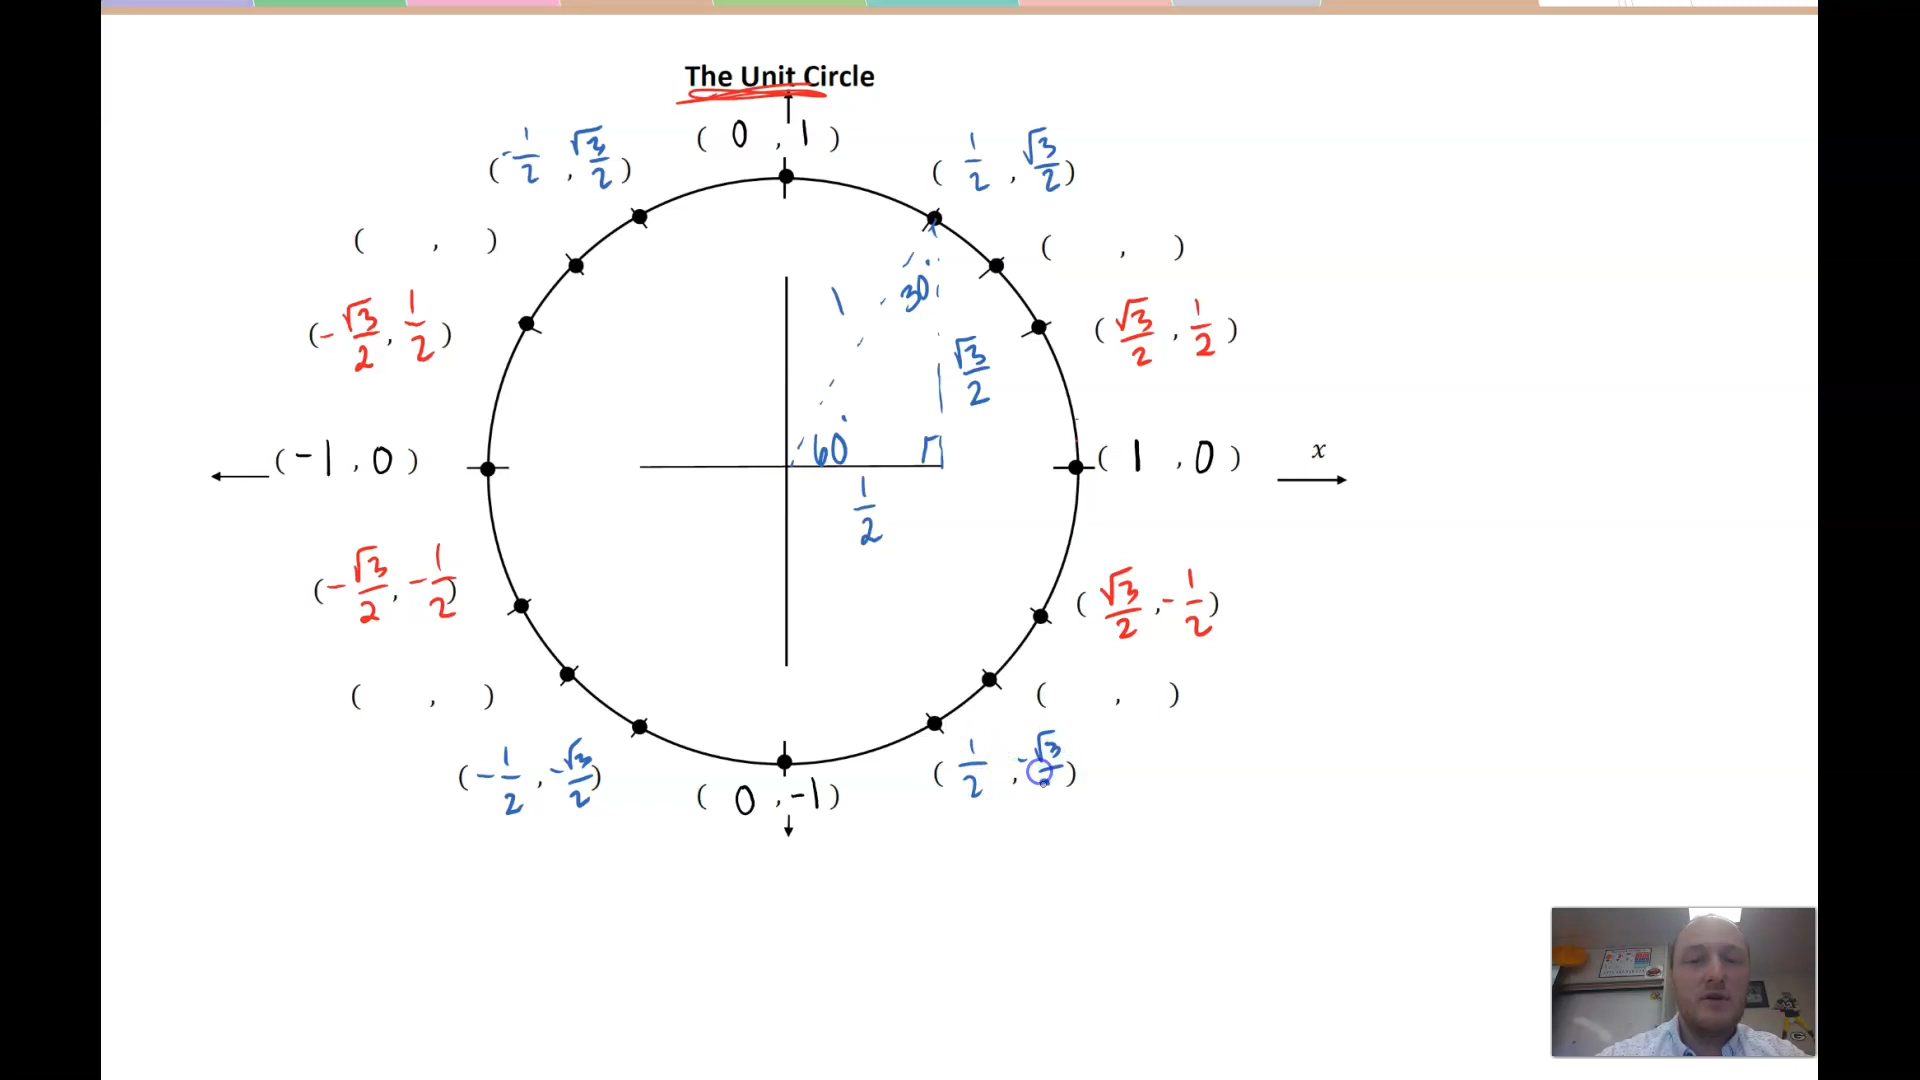 The Unit Circle
( 0 , 1 )
(-1/2 , √3/2)
( 1/2 , √3/2)
( , )
( , )
(-√3/2, 1/2)
(√3/2, 1/2)
1
30°
√3/2
60°
(-1, 0)
(1, 0)
x
1/2
(-√3/2, -1/2)
(√3/2, -1/2)
( , )
( , )
(-1/2, -√3/2)
(0, -1)
(1/2, -√3/